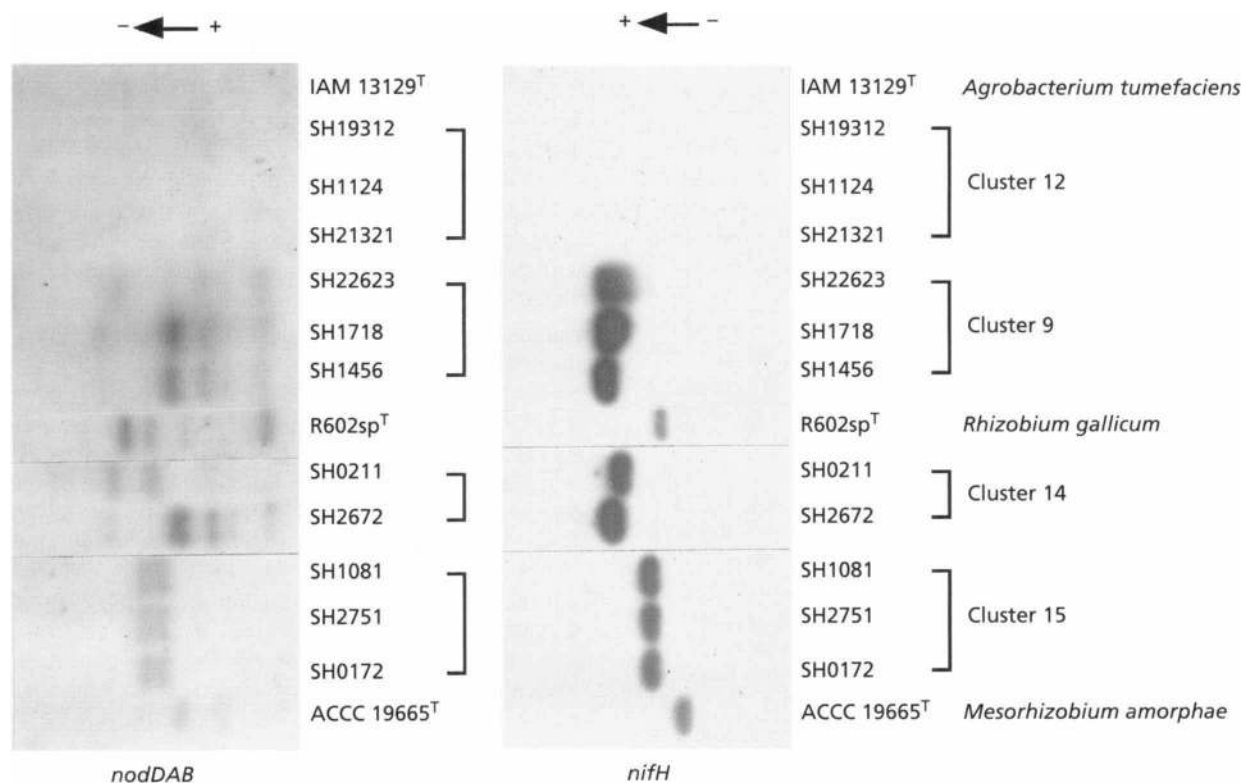 − +
+ −
IAM 13129ᵀ
SH19312
SH1124
SH21321
SH22623
SH1718
SH1456
R602spᵀ
SH0211
SH2672
SH1081
SH2751
SH0172
ACCC 19665ᵀ
nodDAB
IAM 13129ᵀ Agrobacterium tumefaciens
SH19312
SH1124 Cluster 12
SH21321
SH22623
SH1718 Cluster 9
SH1456
R602spᵀ Rhizobium gallicum
SH0211
Cluster 14
SH2672
SH1081
SH2751 Cluster 15
SH0172
ACCC 19665ᵀ Mesorhizobium amorphae
nifH